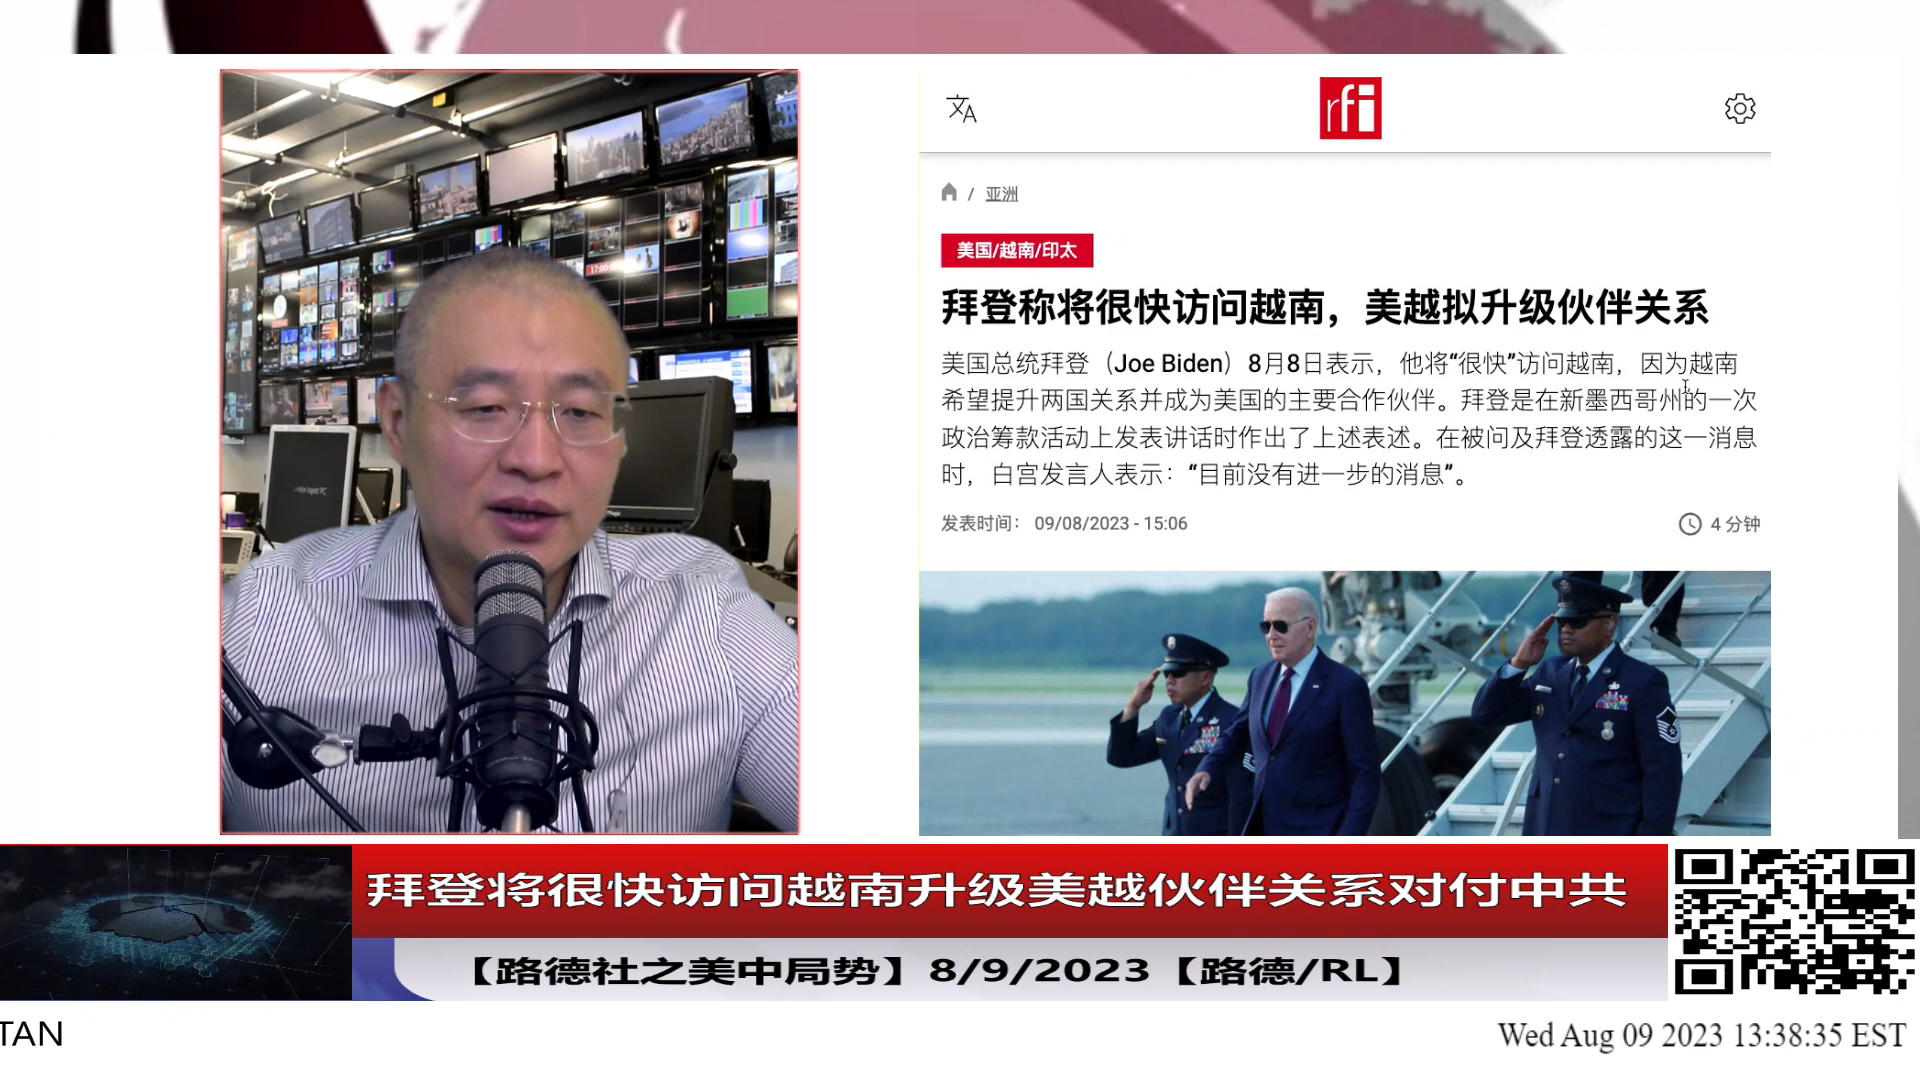 文A
rfi
/ 亚洲
美国/越南/印太
拜登称将很快访问越南，美越拟升级伙伴关系
美国总统拜登（Joe Biden）8月8日表示，他将“很快”访问越南，因为越南
希望提升两国关系并成为美国的主要合作伙伴。拜登是在新墨西哥州的一次
政治筹款活动上发表讲话时作出了上述表述。在被问及拜登透露的这一消息
时，白宫发言人表示：“目前没有进一步的消息”。
发表时间： 09/08/2023 - 15:06
4 分钟
拜登将很快访问越南升级美越伙伴关系对付中共
【路德社之美中局势】8/9/2023【路德/RL】
TAN
Wed Aug 09 2023 13:38:35 EST